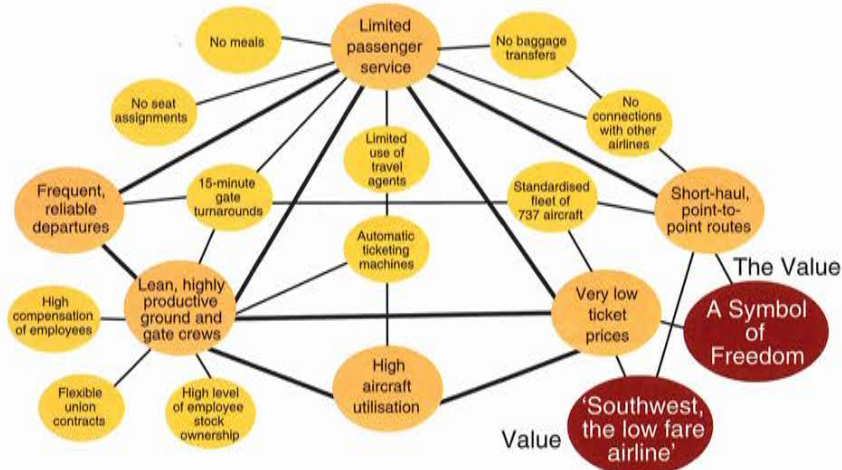 Limited
passenger
service
No meals
No baggage
transfers
No seat
assignments
No
connections
with other
airlines
Limited
use of
travel
agents
Frequent,
reliable
departures
15-minute
gate
turnarounds
Standardised
fleet of
737 aircraft
Short-haul,
point-to-
point routes
Automatic
ticketing
machines
The Value
Lean, highly
productive
ground and
gate crews
High
compensation
of employees
Very low
ticket
prices
A Symbol
of
Freedom
High
aircraft
utilisation
Flexible
union
contracts
High level
of employee
stock
ownership
Value
‘Southwest,
the low fare
airline’